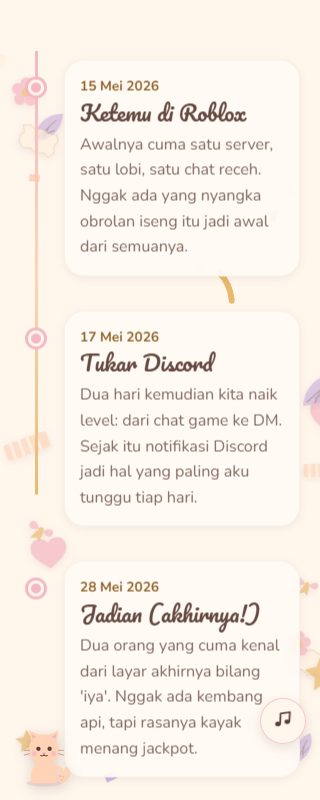 15 Mei 2026
Ketemu di Roblox
Awalnya cuma satu server,
satu lobi, satu chat receh.
Nggak ada yang nyangka
obrolan iseng itu jadi awal
dari semuanya.
17 Mei 2026
Tukar Discord
Dua hari kemudian kita naik
level: dari chat game ke DM.
Sejak itu notifikasi Discord
jadi hal yang paling aku
tunggu tiap hari.
28 Mei 2026
Jadian (akhirnya!)
Dua orang yang cuma kenal
dari layar akhirnya bilang
'iya'. Nggak ada kembang
api, tapi rasanya kayak
menang jackpot.